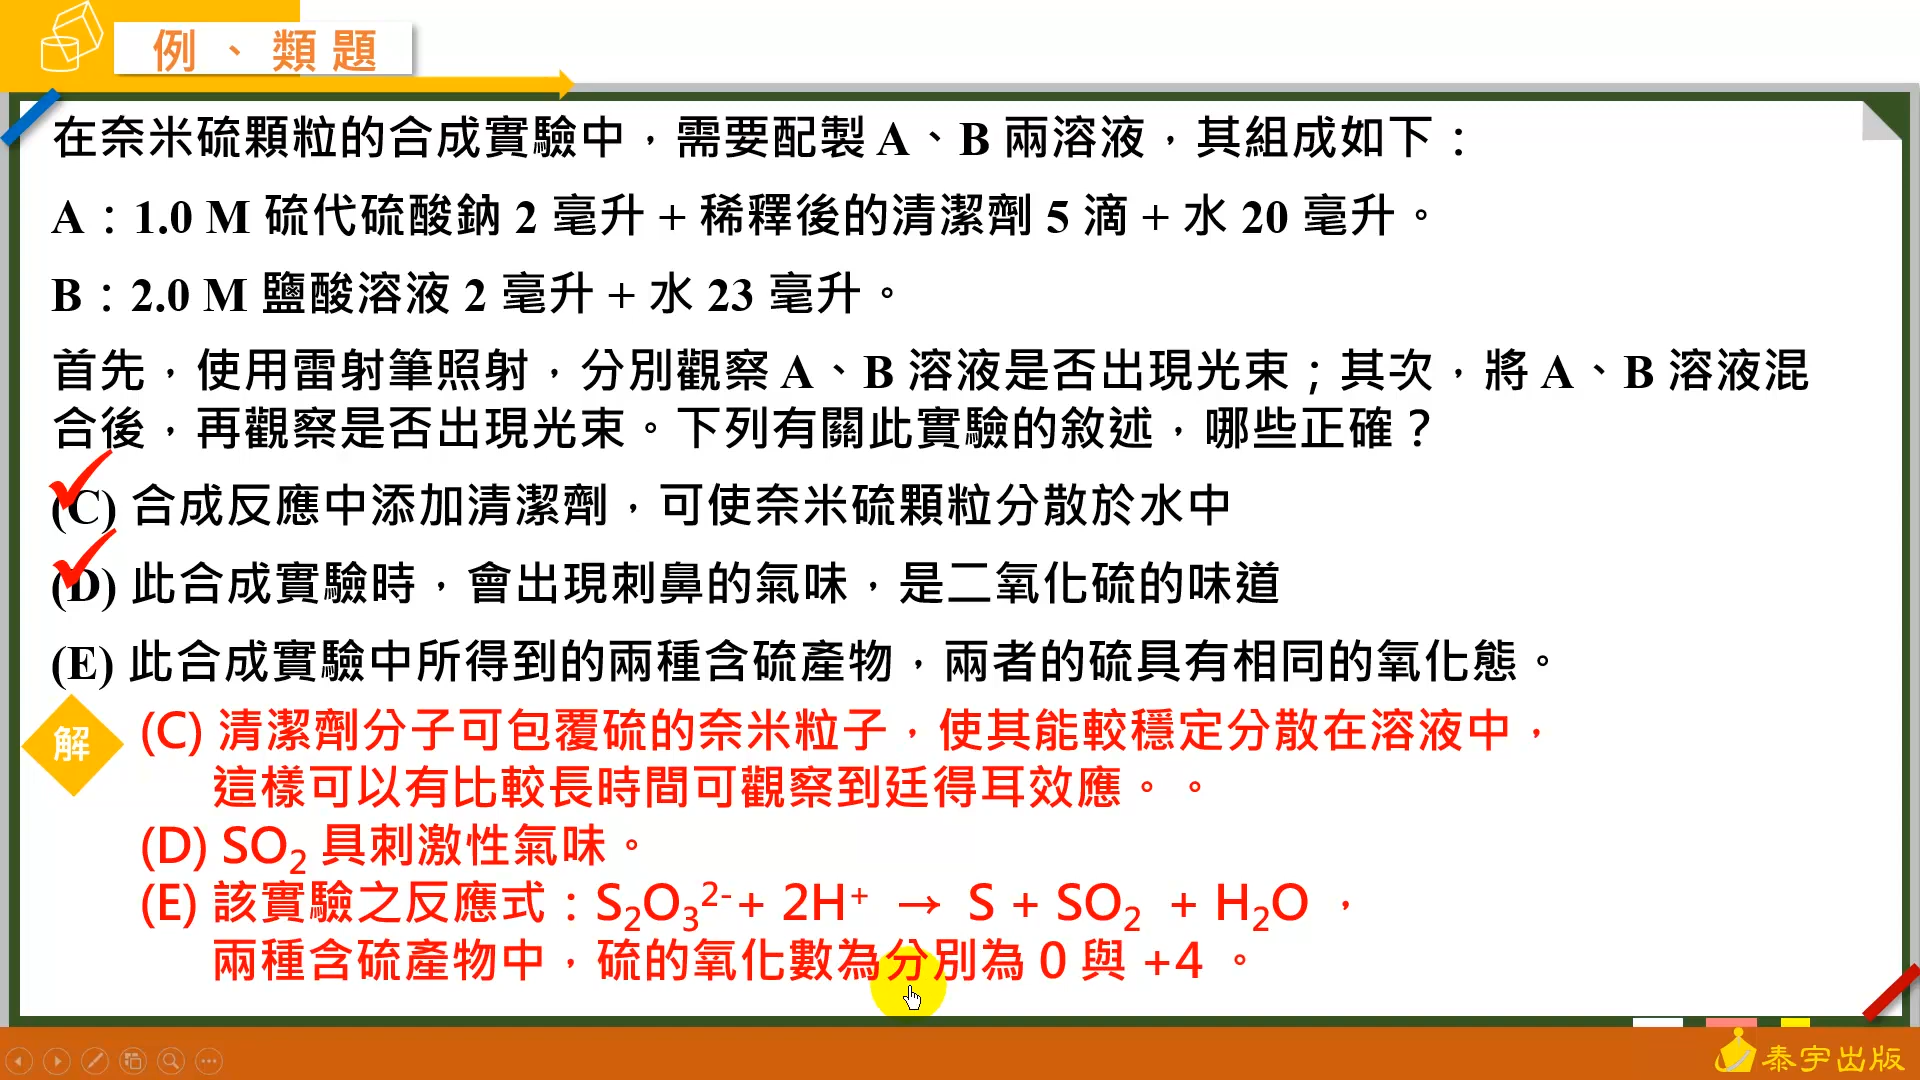 例、類題
在奈米硫顆粒的合成實驗中，需要配製 A、B 兩溶液，其組成如下：
A：1.0 M 硫代硫酸鈉 2 毫升 + 稀釋後的清潔劑 5 滴 + 水 20 毫升。
B：2.0 M 鹽酸溶液 2 毫升 + 水 23 毫升。
首先，使用雷射筆照射，分別觀察 A、B 溶液是否出現光束；其次，將 A、B 溶液混
合後，再觀察是否出現光束。下列有關此實驗的敘述，哪些正確？
(C) 合成反應中添加清潔劑，可使奈米硫顆粒分散於水中
(D) 此合成實驗時，會出現刺鼻的氣味，是二氧化硫的味道
(E) 此合成實驗中所得到的兩種含硫產物，兩者的硫具有相同的氧化態。
解
(C) 清潔劑分子可包覆硫的奈米粒子，使其能較穩定分散在溶液中，
這樣可以有比較長時間可觀察到廷得耳效應。。
(D) SO₂ 具刺激性氣味。
(E) 該實驗之反應式：S₂O₃²⁻ + 2H⁺ → S + SO₂ + H₂O，
兩種含硫產物中，硫的氧化數為分別為 0 與 +4 。
泰宇出版